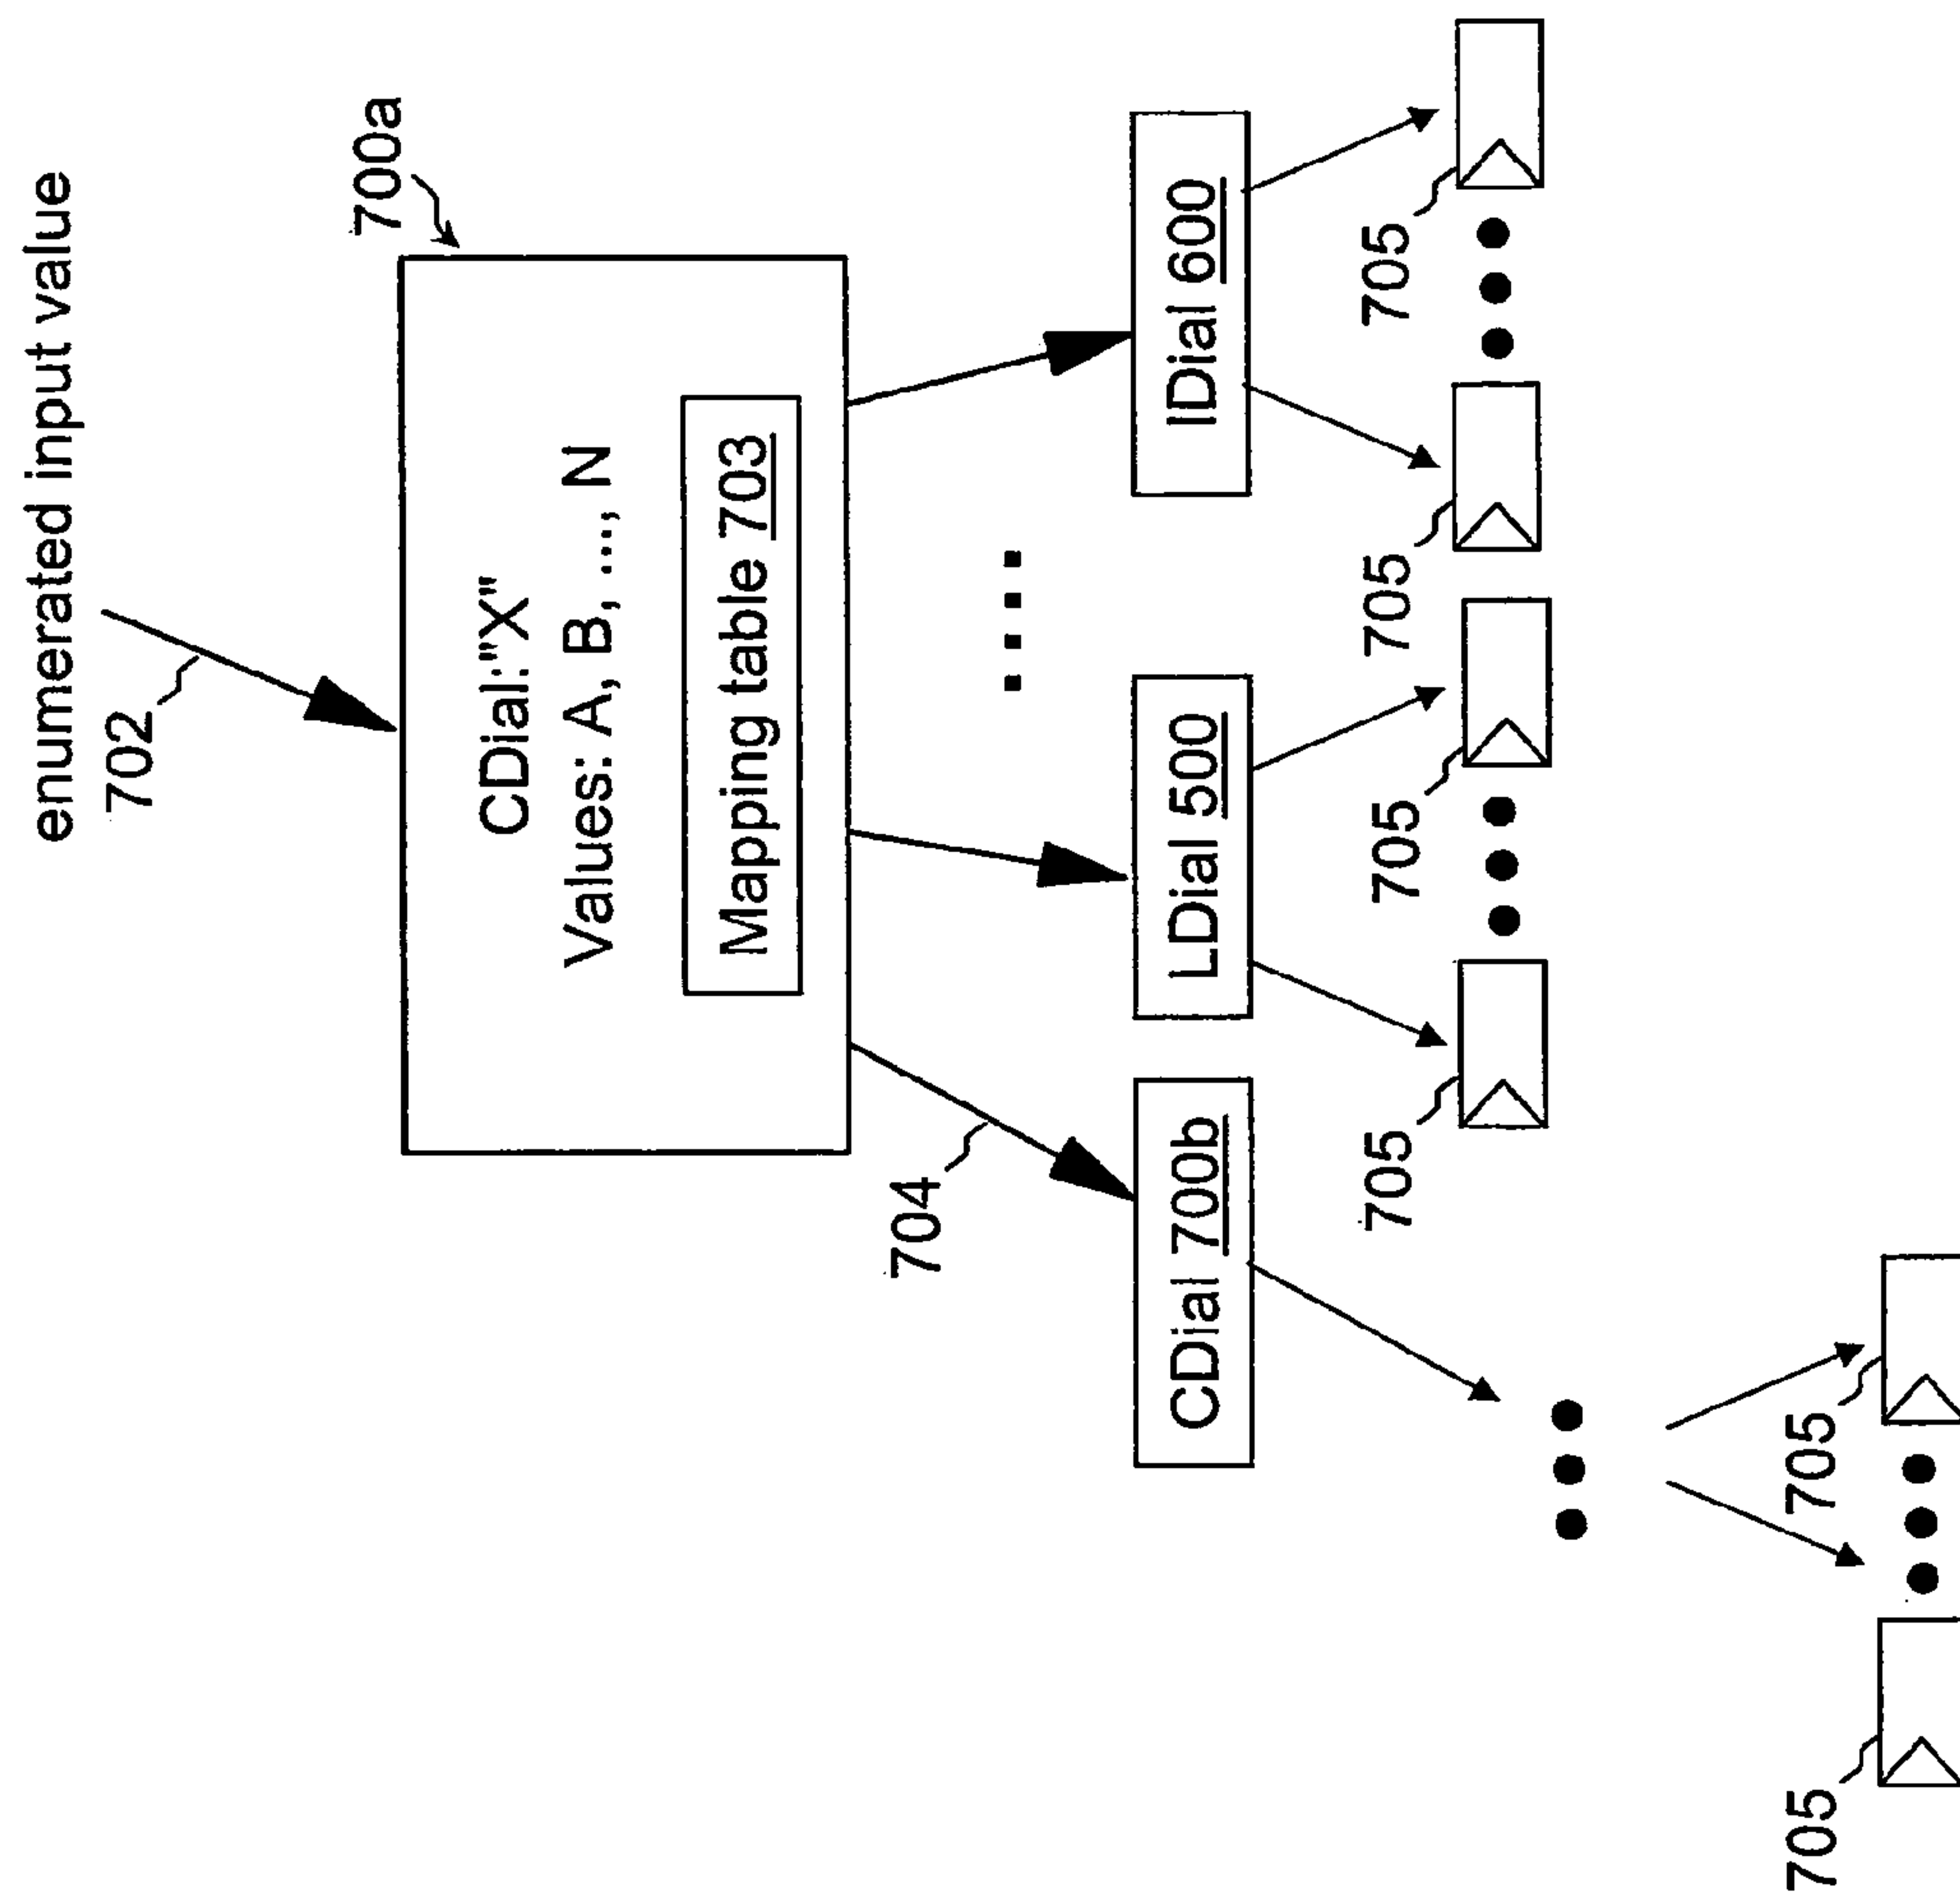 enumerated input value
702
700a
CDial:"X"
Values: A, B, ..., N
Mapping table 703
704
CDial 700b
LDial 500
IDial 600
705
705
705
705
705
705